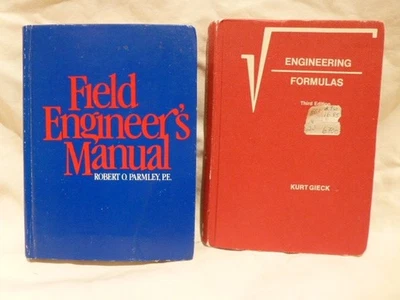 Field
Engineer's
Manual
ROBERT O. PARMLEY, P.E.
ENGINEERING
FORMULAS
Third Edition
KURT GIECK